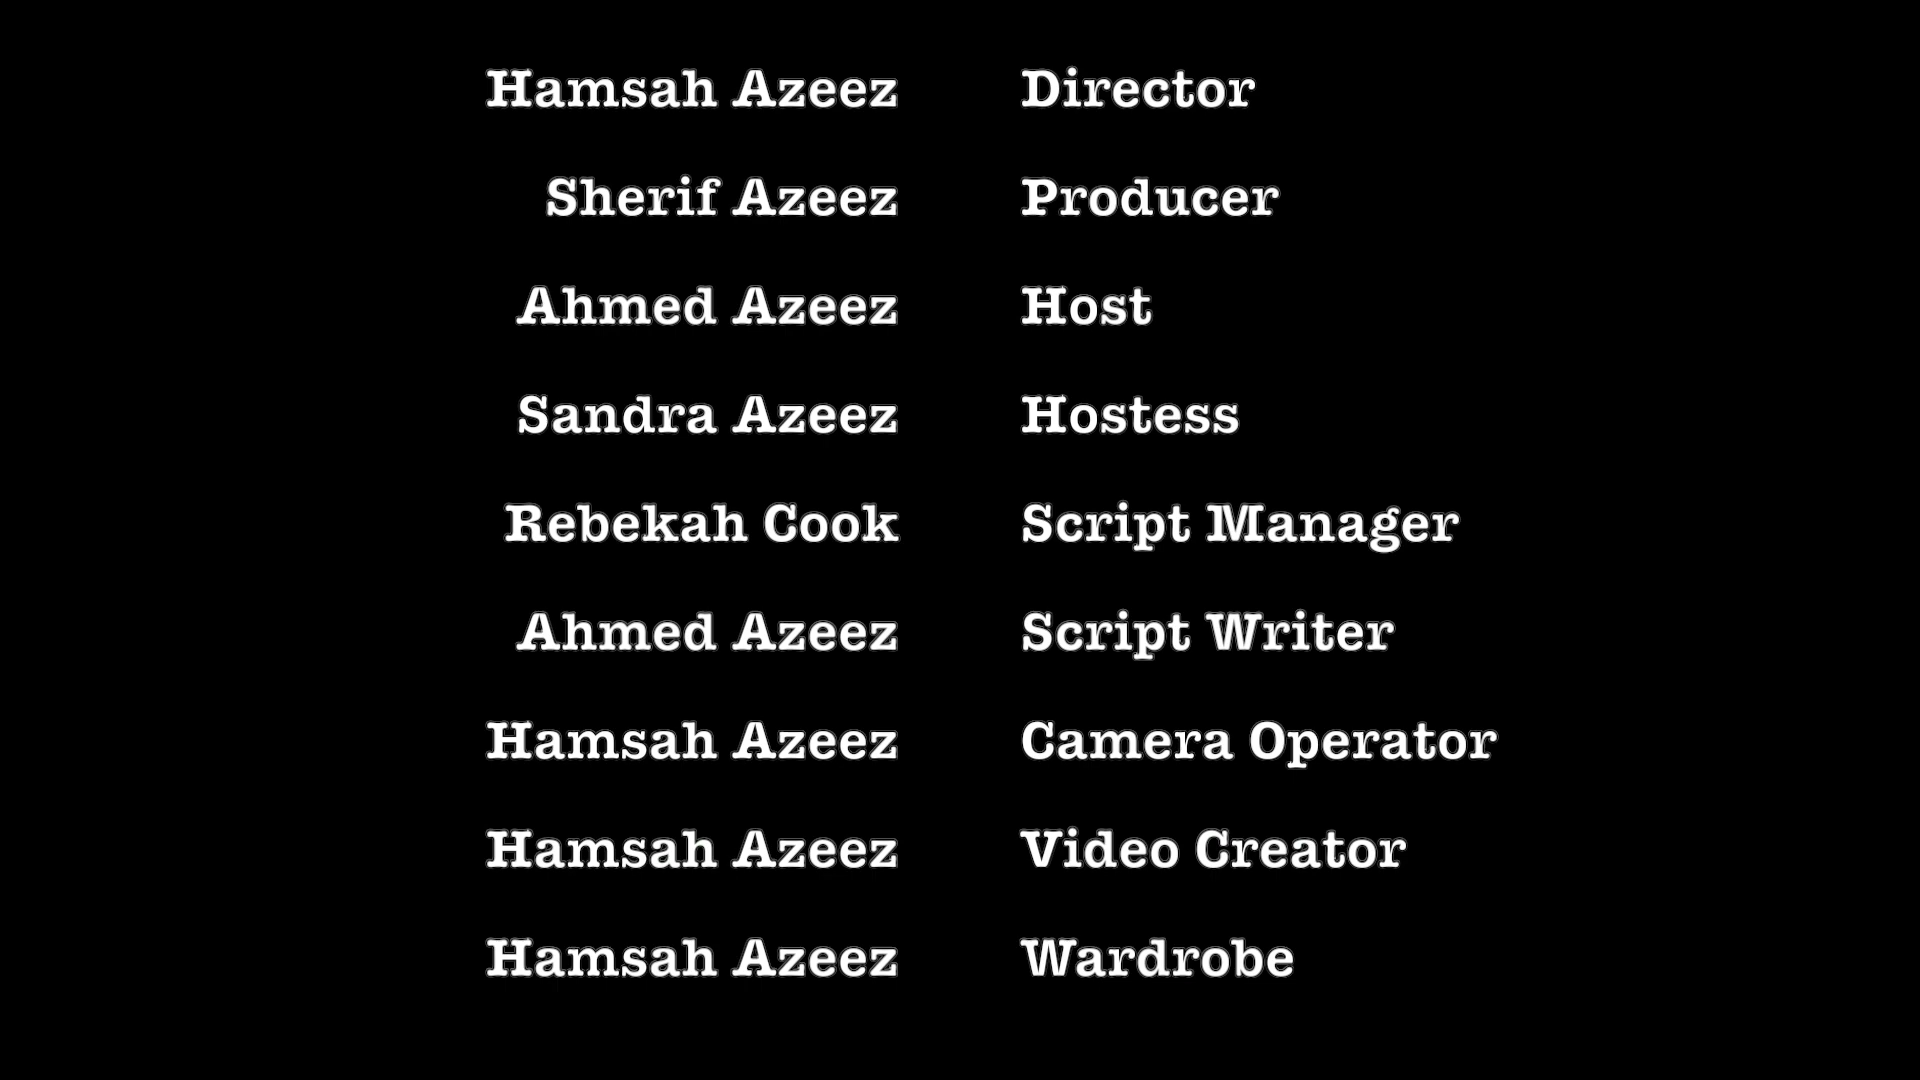 Hamsah Azeez Director
Sherif Azeez Producer
Ahmed Azeez Host
Sandra Azeez Hostess
Rebekah Cook Script Manager
Ahmed Azeez Script Writer
Hamsah Azeez Camera Operator
Hamsah Azeez Video Creator
Hamsah Azeez Wardrobe